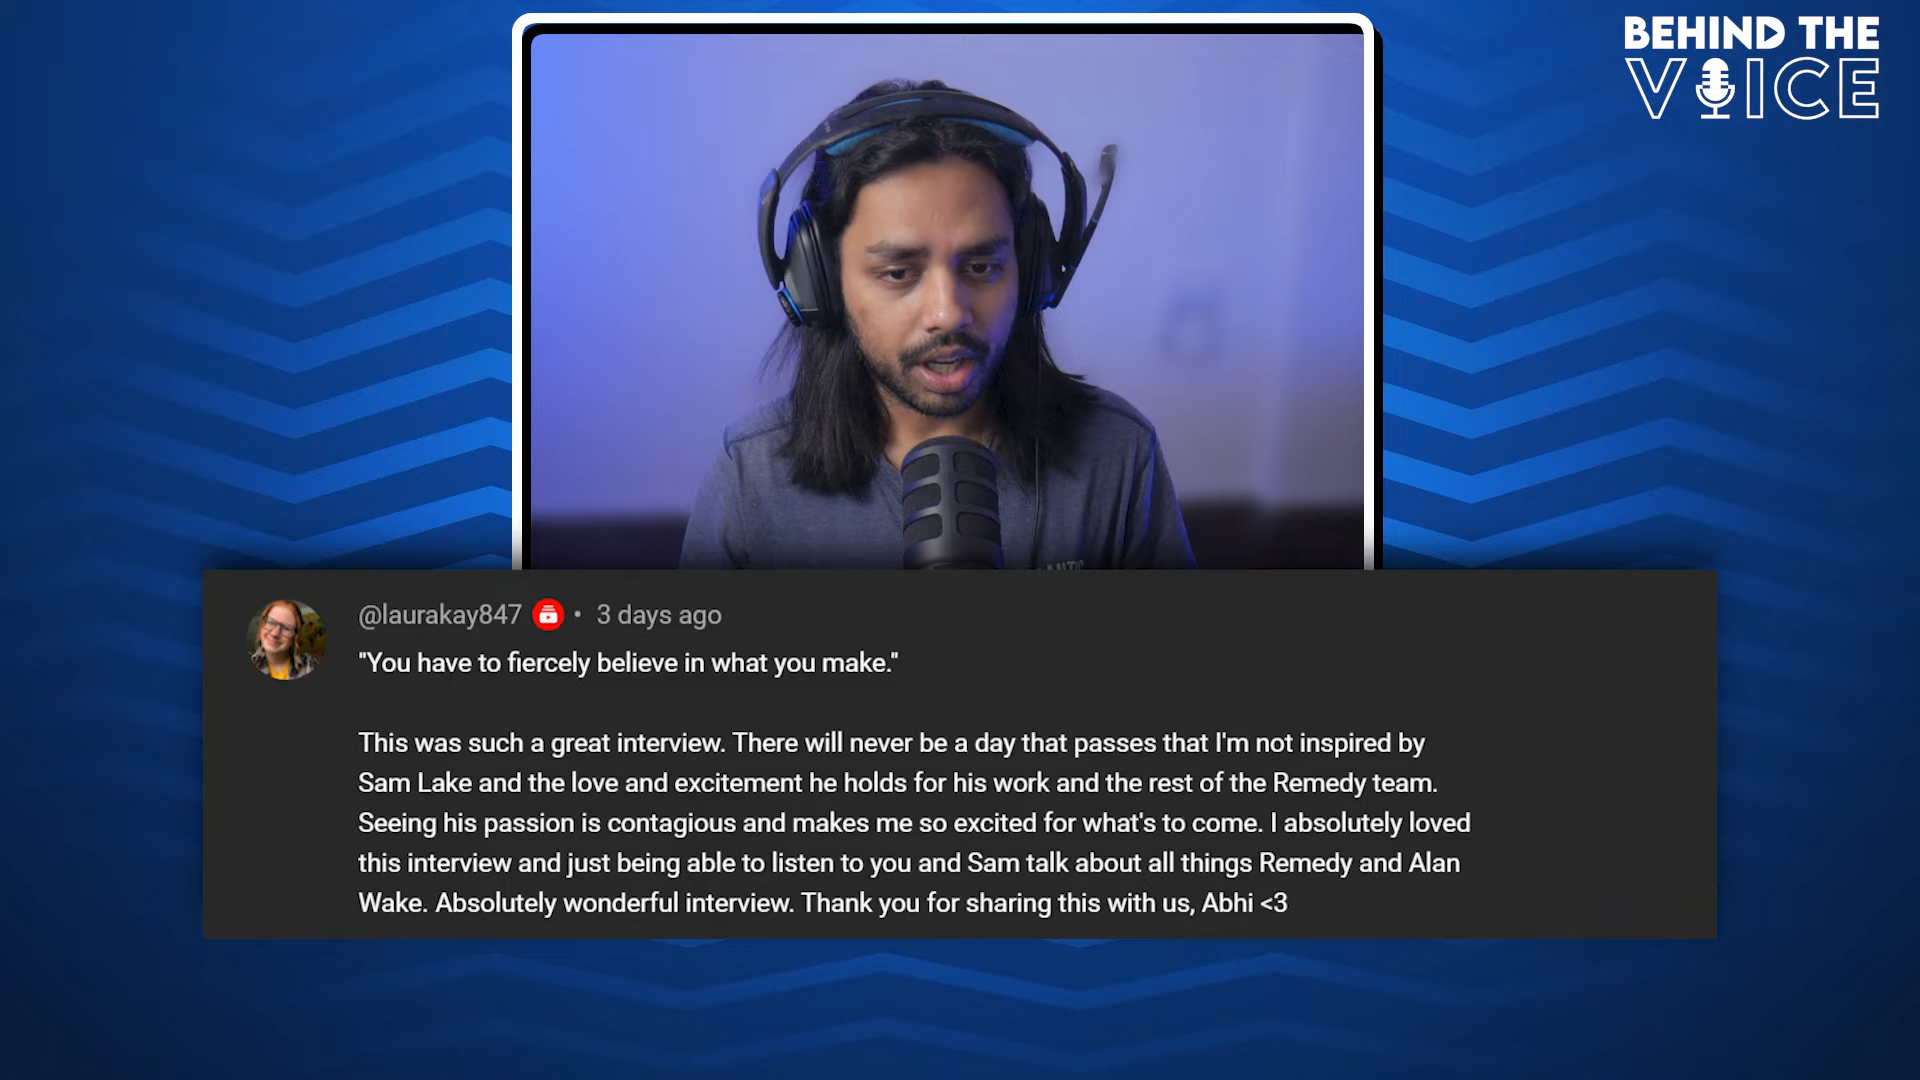 BEHIND THE
VOICE
@laurakay847 • 3 days ago
"You have to fiercely believe in what you make."
This was such a great interview. There will never be a day that passes that I'm not inspired by
Sam Lake and the love and excitement he holds for his work and the rest of the Remedy team.
Seeing his passion is contagious and makes me so excited for what's to come. I absolutely loved
this interview and just being able to listen to you and Sam talk about all things Remedy and Alan
Wake. Absolutely wonderful interview. Thank you for sharing this with us, Abhi <3